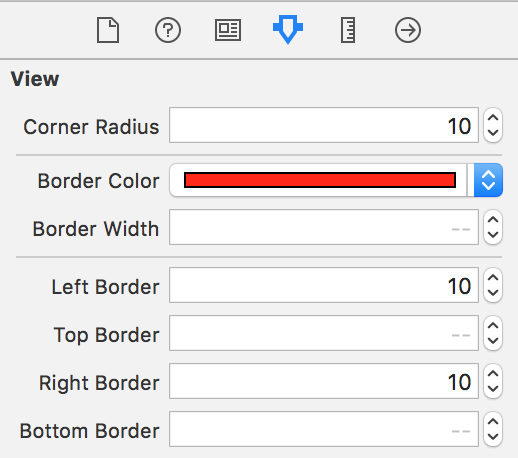 ?
View
Corner Radius 10
Border Color
Border Width --
Left Border 10
Top Border --
Right Border 10
Bottom Border --